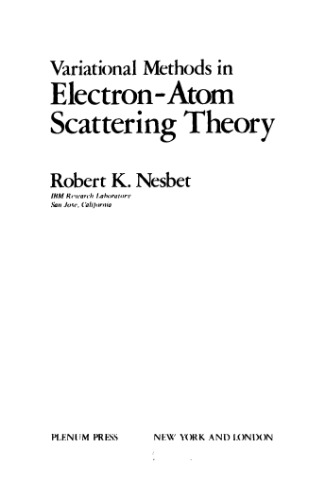 Variational Methods in
Electron-Atom
Scattering Theory
Robert K. Nesbet
IBM Research Laboratory
San Jose, California
PLENUM PRESS NEW YORK AND LONDON